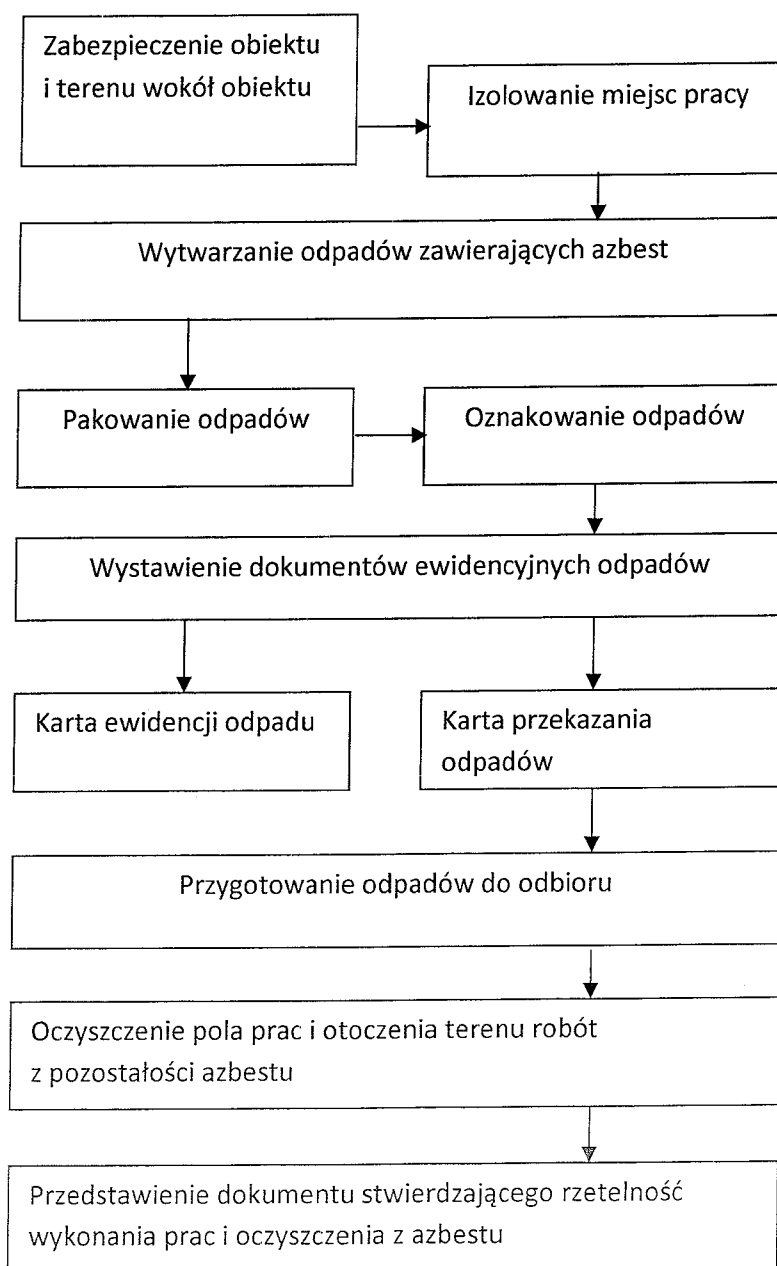 Zabezpieczenie obiektu
i terenu wokół obiektu
Izolowanie miejsc pracy
Wytwarzanie odpadów zawierających azbest
Pakowanie odpadów
Oznakowanie odpadów
Wystawienie dokumentów ewidencyjnych odpadów
Karta ewidencji odpadu
Karta przekazania
odpadów
Przygotowanie odpadów do odbioru
Oczyszczenie pola prac i otoczenia terenu robót
z pozostałości azbestu
Przedstawienie dokumentu stwierdzającego rzetelność
wykonania prac i oczyszczenia z azbestu